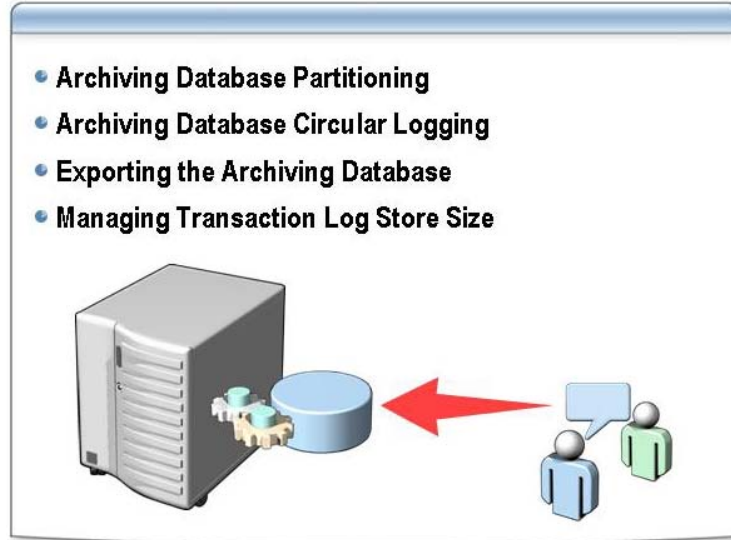 Archiving Database Partitioning
Archiving Database Circular Logging
Exporting the Archiving Database
Managing Transaction Log Store Size